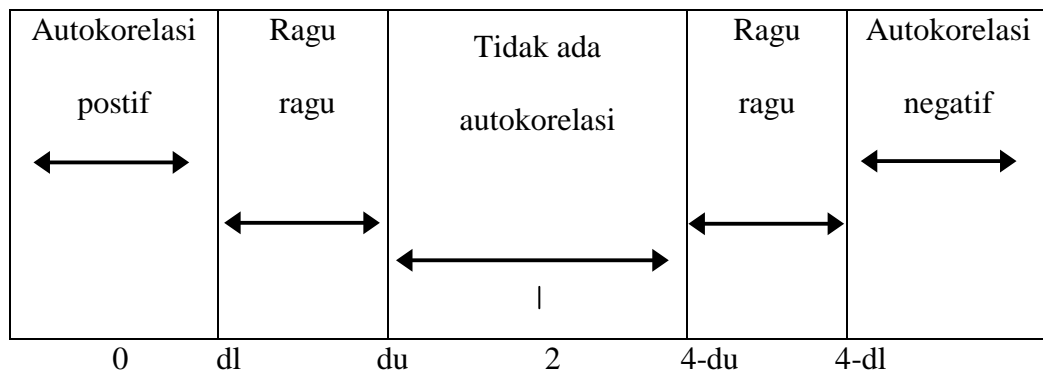 Autokorelasi
postif
Ragu
ragu
Tidak ada
autokorelasi
Ragu
ragu
Autokorelasi
negatif
0 dl du 2 4-du 4-dl